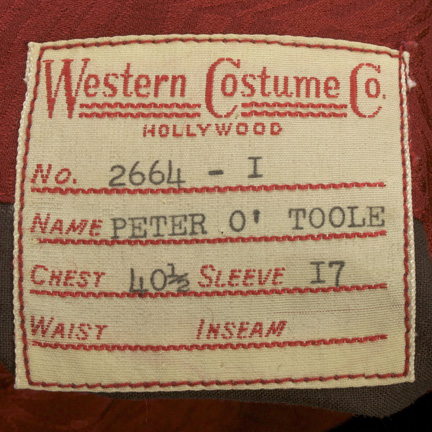 Western Costume Co.
HOLLYWOOD
No. 2664 - I
NAME PETER O' TOOLE
CHEST 40½ SLEEVE I7
WAIST INSEAM